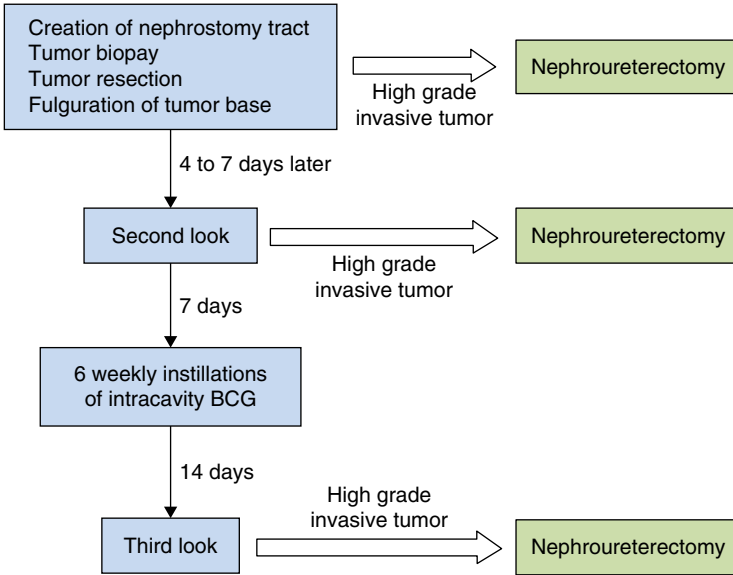 Creation of nephrostomy tract
Tumor biopay
Tumor resection
Fulguration of tumor base
High grade
invasive tumor
Nephroureterectomy
4 to 7 days later
Second look
High grade
invasive tumor
Nephroureterectomy
7 days
6 weekly instillations
of intracavity BCG
14 days
High grade
invasive tumor
Third look
Nephroureterectomy